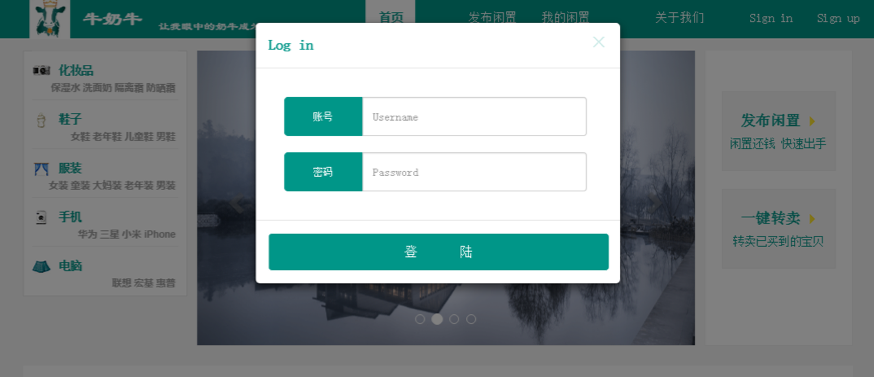 牛奶牛 让我眼中的奶牛成为
首页 发布闲置 我的闲置 关于我们 Sign in Sign up
Log in
账号 Username
密码 Password
登 陆
化妆品
保湿水 洗面奶 隔离霜 防晒霜
鞋子
女鞋 老年鞋 儿童鞋 男鞋
服装
女装 童装 大妈装 老年装 男装
手机
华为 三星 小米 iPhone
电脑
联想 宏基 惠普
发布闲置
闲置还钱 快速出手
一键转卖
转卖已买到的宝贝